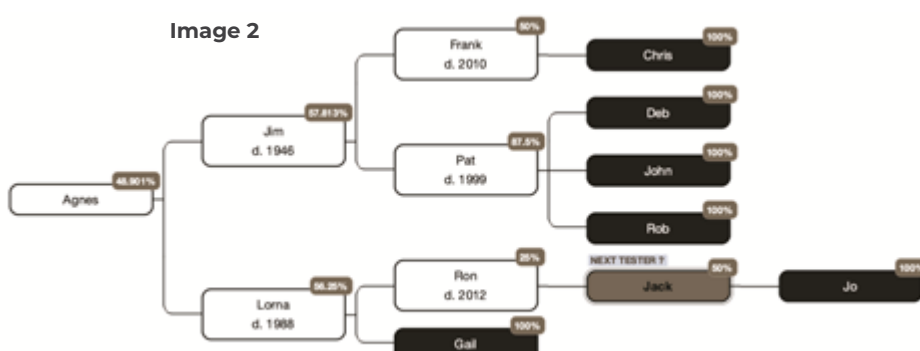 Image 2
50%
Frank
d. 2010
100%
Chris
57.813%
Jim
d. 1946
100%
Deb
87.5%
Pat
d. 1999
100%
John
48.901%
Agnes
100%
Rob
25%
Ron
d. 2012
NEXT TESTER ?
50%
Jack
100%
Jo
56.25%
Lorna
d. 1988
100%
Gail